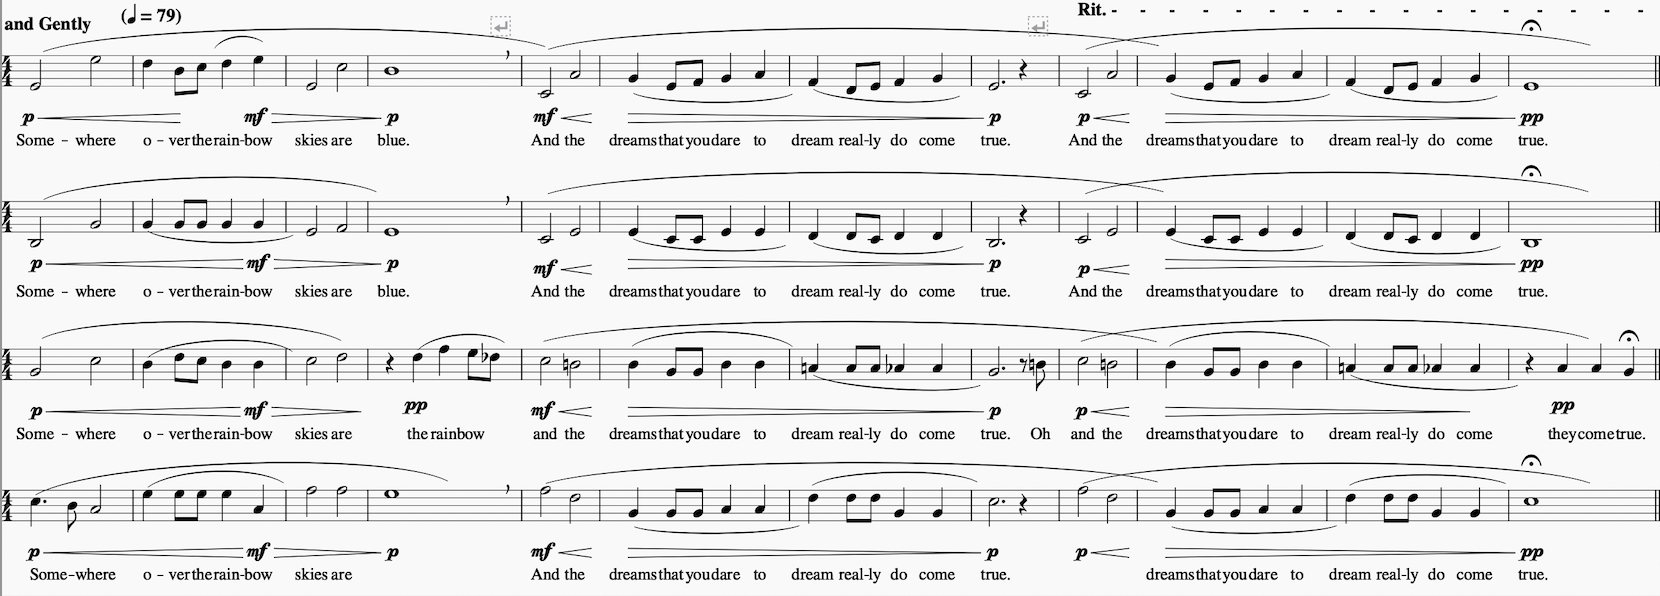 and Gently (♩ = 79) Rit. - - - - - - - - - - - - - - - - - - -
4/4
p mf p mf p p pp
Some – where o – ver the rain-bow skies are blue. And the dreams that you dare to dream real-ly do come true. And the dreams that you dare to dream real-ly do come true.
4/4
p mf p mf p p pp
Some – where o – ver the rain-bow skies are blue. And the dreams that you dare to dream real-ly do come true. And the dreams that you dare to dream real-ly do come true.
4/4
p mf pp mf p p pp
Some – where o – ver the rain-bow skies are the rainbow and the dreams that you dare to dream real-ly do come true. Oh and the dreams that you dare to dream real-ly do come they come true.
4/4
p mf p mf p p pp
Some–where o – ver the rain-bow skies are And the dreams that you dare to dream real-ly do come true. dreams that you dare to dream real-ly do come true.